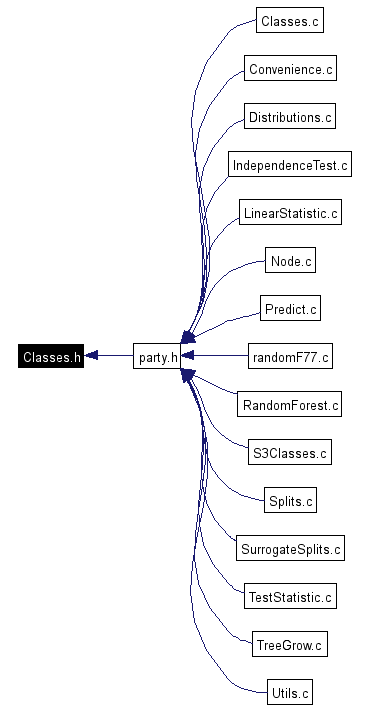 Classes.c
Convenience.c
Distributions.c
IndependenceTest.c
LinearStatistic.c
Node.c
Predict.c
Classes.h
party.h
randomF77.c
RandomForest.c
S3Classes.c
Splits.c
SurrogateSplits.c
TestStatistic.c
TreeGrow.c
Utils.c